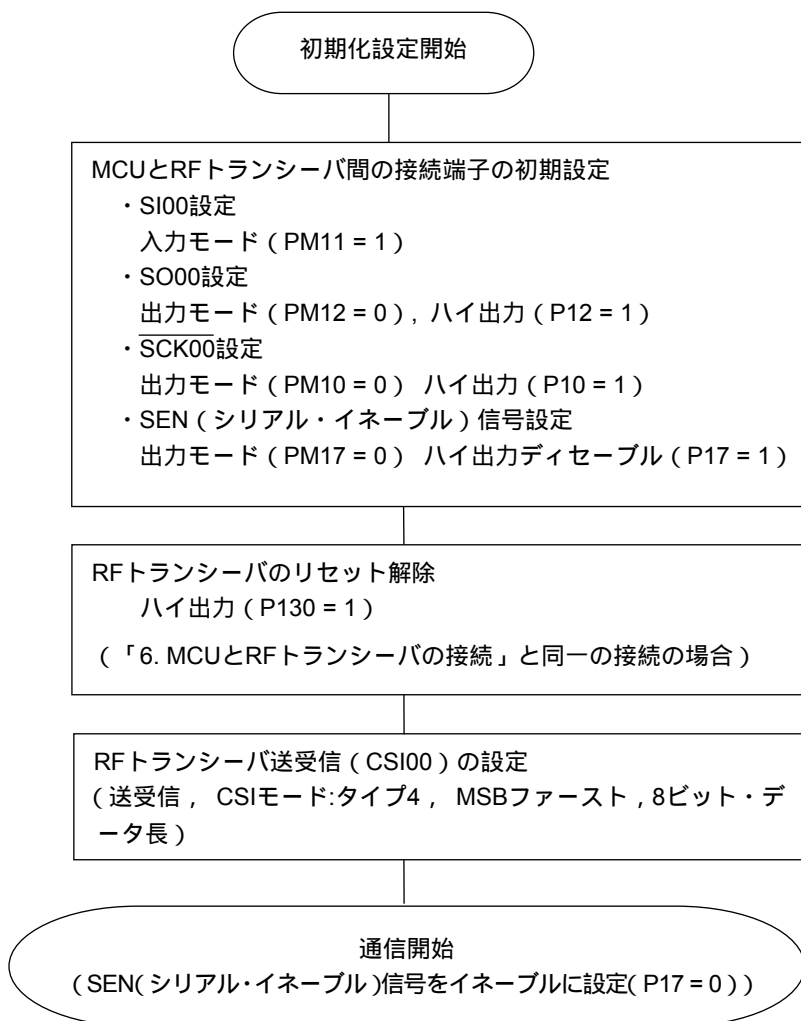 初期化設定開始
MCUとRFトランシーバ間の接続端子の初期設定
・SI00設定
入力モード(PM11 = 1)
・SO00設定
出力モード(PM12 = 0), ハイ出力(P12 = 1)
・SCK00設定
出力モード(PM10 = 0) ハイ出力(P10 = 1)
・SEN(シリアル・イネーブル)信号設定
出力モード(PM17 = 0) ハイ出力ディセーブル(P17 = 1)
RFトランシーバのリセット解除
ハイ出力(P130 = 1)
(「6. MCUとRFトランシーバの接続」と同一の接続の場合)
RFトランシーバ送受信(CSI00)の設定
(送受信, CSIモード:タイプ4, MSBファースト,8ビット・デ
ータ長)
通信開始
(SEN(シリアル・イネーブル)信号をイネーブルに設定(P17 = 0))